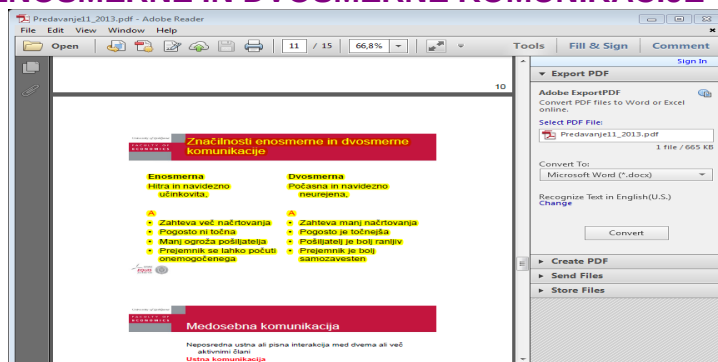 ENOSMERNE IN DVOSMERNE KOMUNIKACIJE
Predavanje11_2013.pdf - Adobe Reader
File Edit View Window Help
Open 11 / 15 66,8% Tools Fill & Sign Comment
Sign In
10
Značilnosti enosmerne in dvosmerne
komunikacije
Enosmerna
Hitra in navidezno
učinkovita,
A
• Zahteva več načrtovanja
• Pogosto ni točna
• Manj ogroža pošiljatelja
• Prejemnik se lahko počuti
onemogočenega
Dvosmerna
Počasna in navidezno
neurejena,
A
• Zahteva manj načrtovanja
• Pogosto je točnejša
• Pošiljatelj je bolj ranljiv
• Prejemnik je bolj
samozavesten
Medosebna komunikacija
Neposredna ustna ali pisna interakcija med dvema ali več
aktivnimi člani
Ustna komunikacija
Export PDF
Adobe ExportPDF
Convert PDF files to Word or Excel
online.
Select PDF File:
Predavanje11_2013.pdf
1 file / 665 KB
Convert To:
Microsoft Word (*.docx)
Recognize Text in English(U.S.)
Change
Convert
Create PDF
Send Files
Store Files